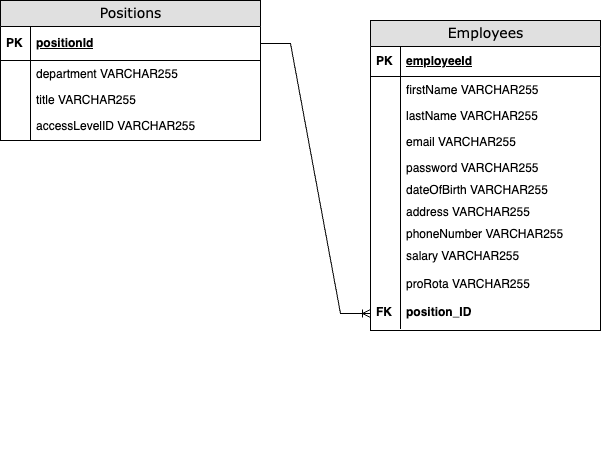 Positions
PK positionId
department VARCHAR255
title VARCHAR255
accessLevelID VARCHAR255
Employees
PK employeeId
firstName VARCHAR255
lastName VARCHAR255
email VARCHAR255
password VARCHAR255
dateOfBirth VARCHAR255
address VARCHAR255
phoneNumber VARCHAR255
salary VARCHAR255
proRota VARCHAR255
FK position_ID